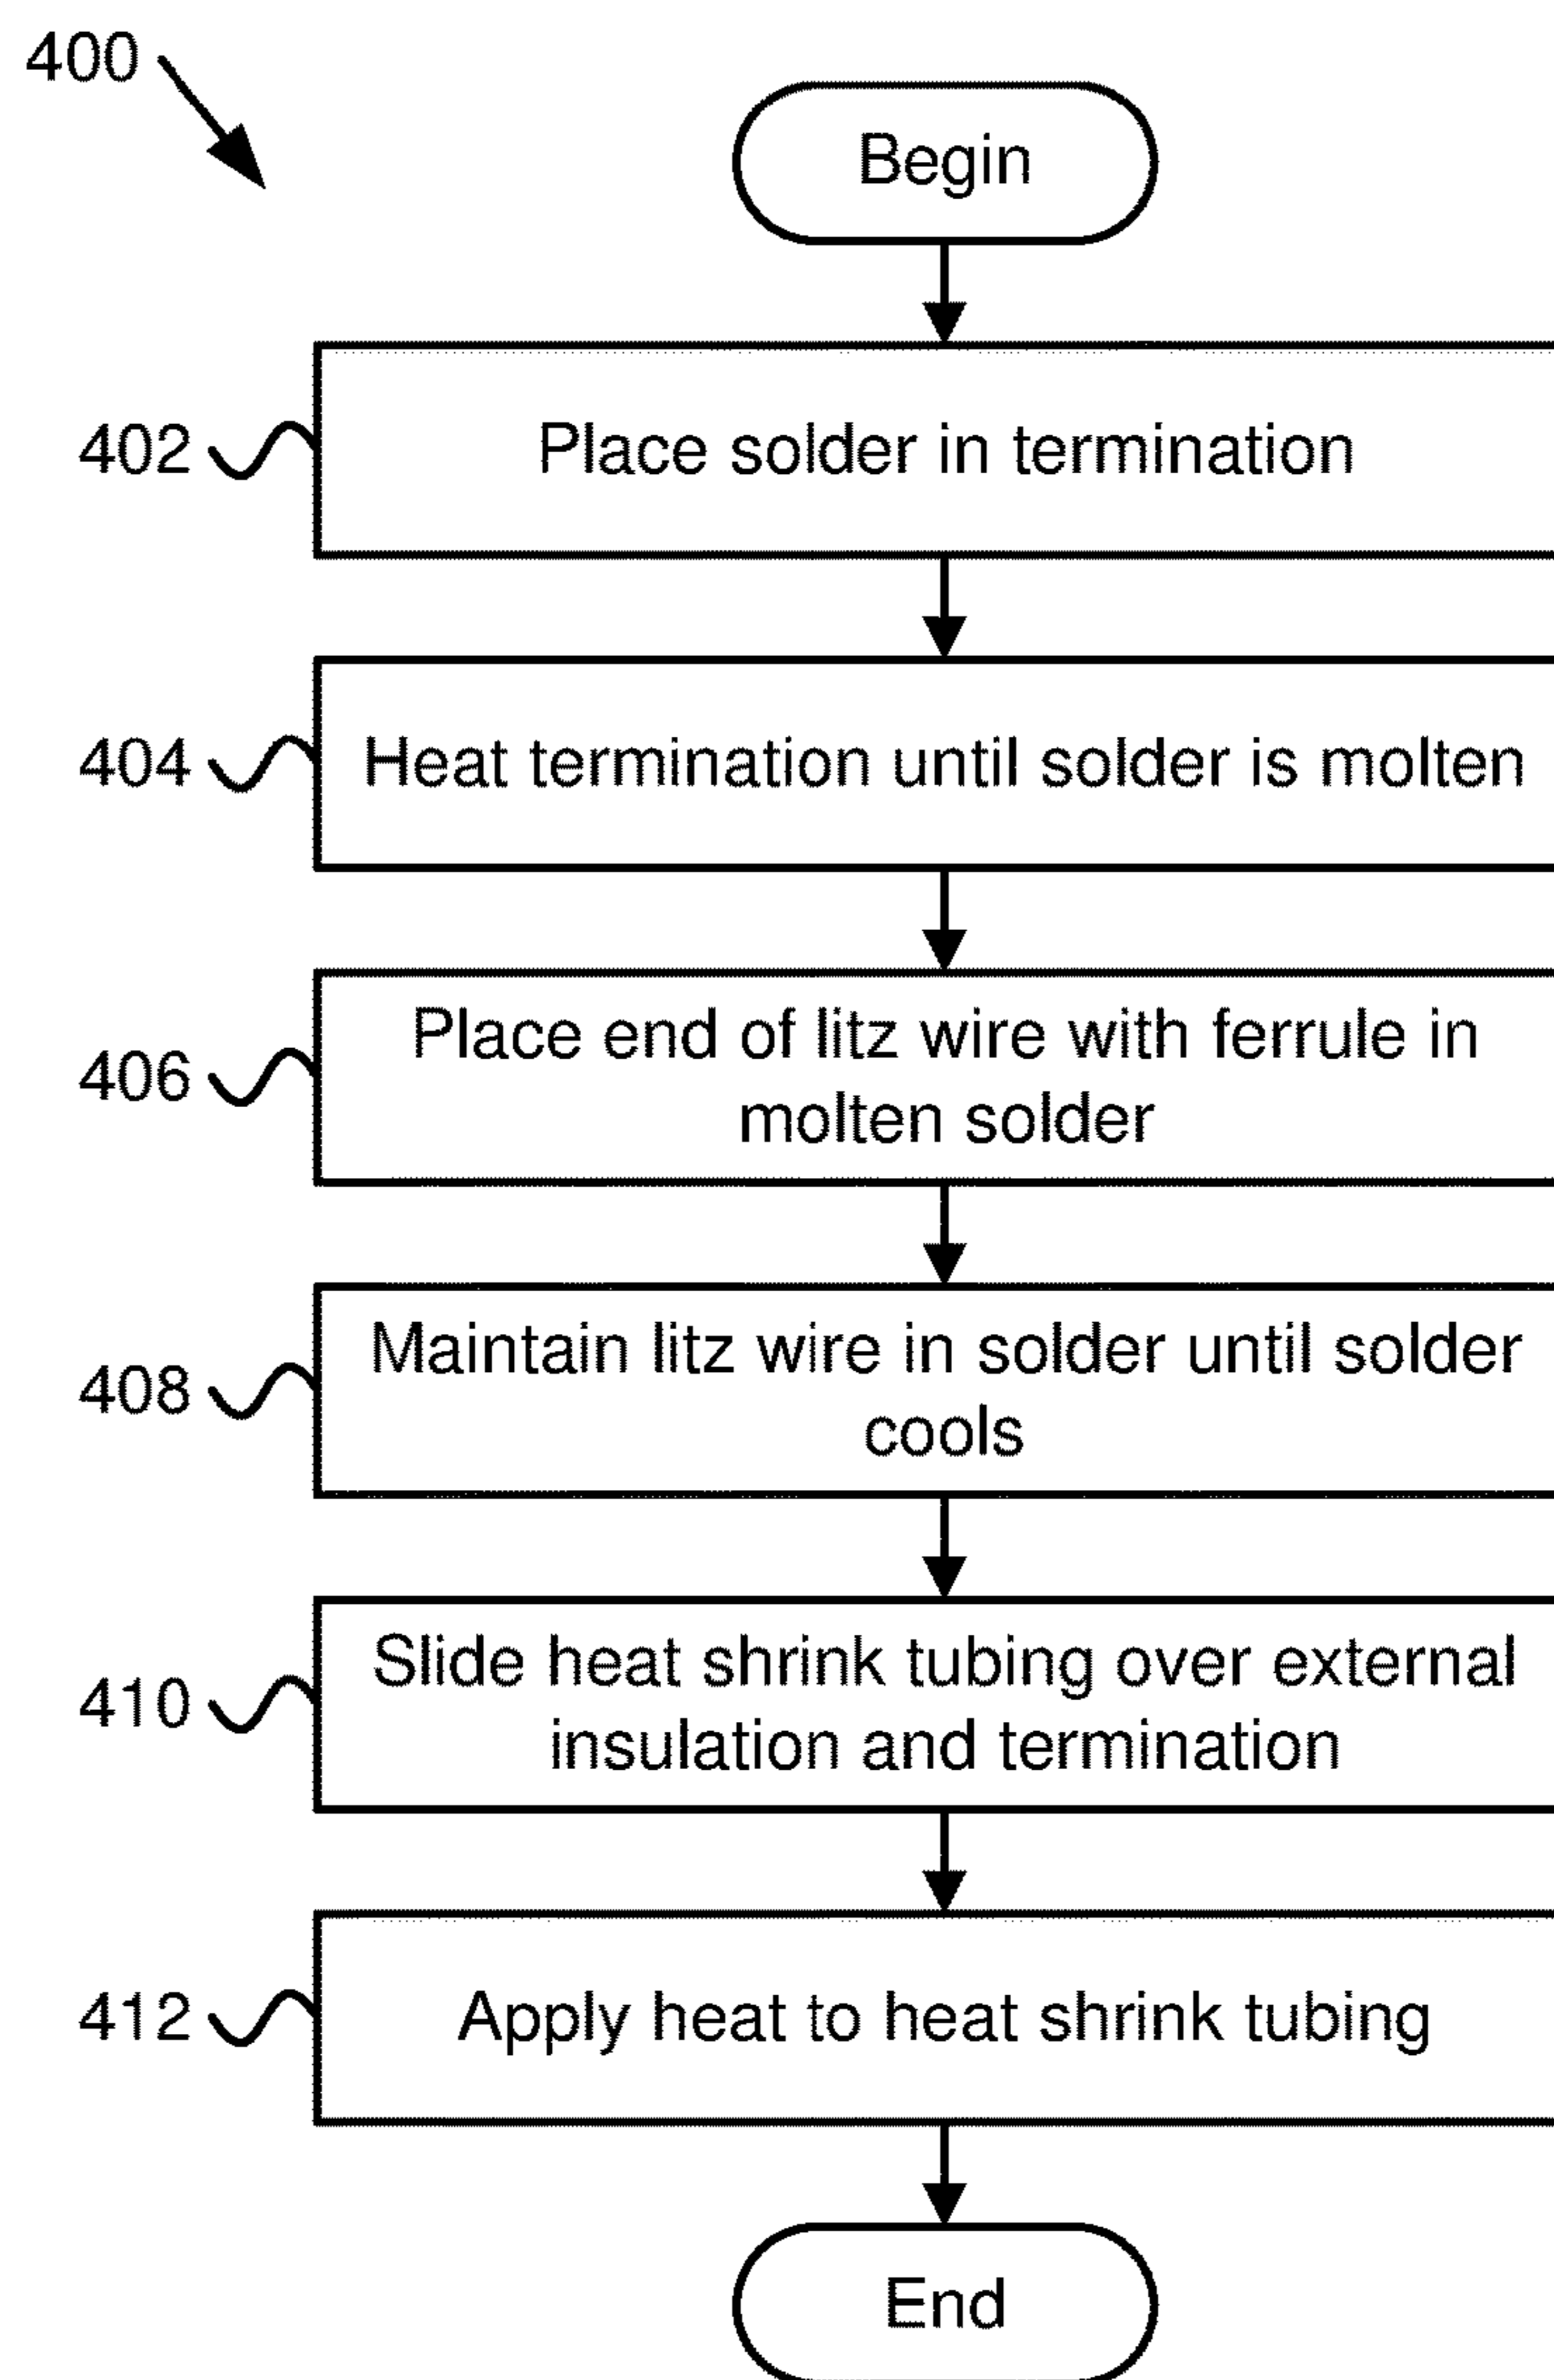 400
Begin
402
Place solder in termination
404
Heat termination until solder is molten
406
Place end of litz wire with ferrule in
molten solder
408
Maintain litz wire in solder until solder
cools
410
Slide heat shrink tubing over external
insulation and termination
412
Apply heat to heat shrink tubing
End